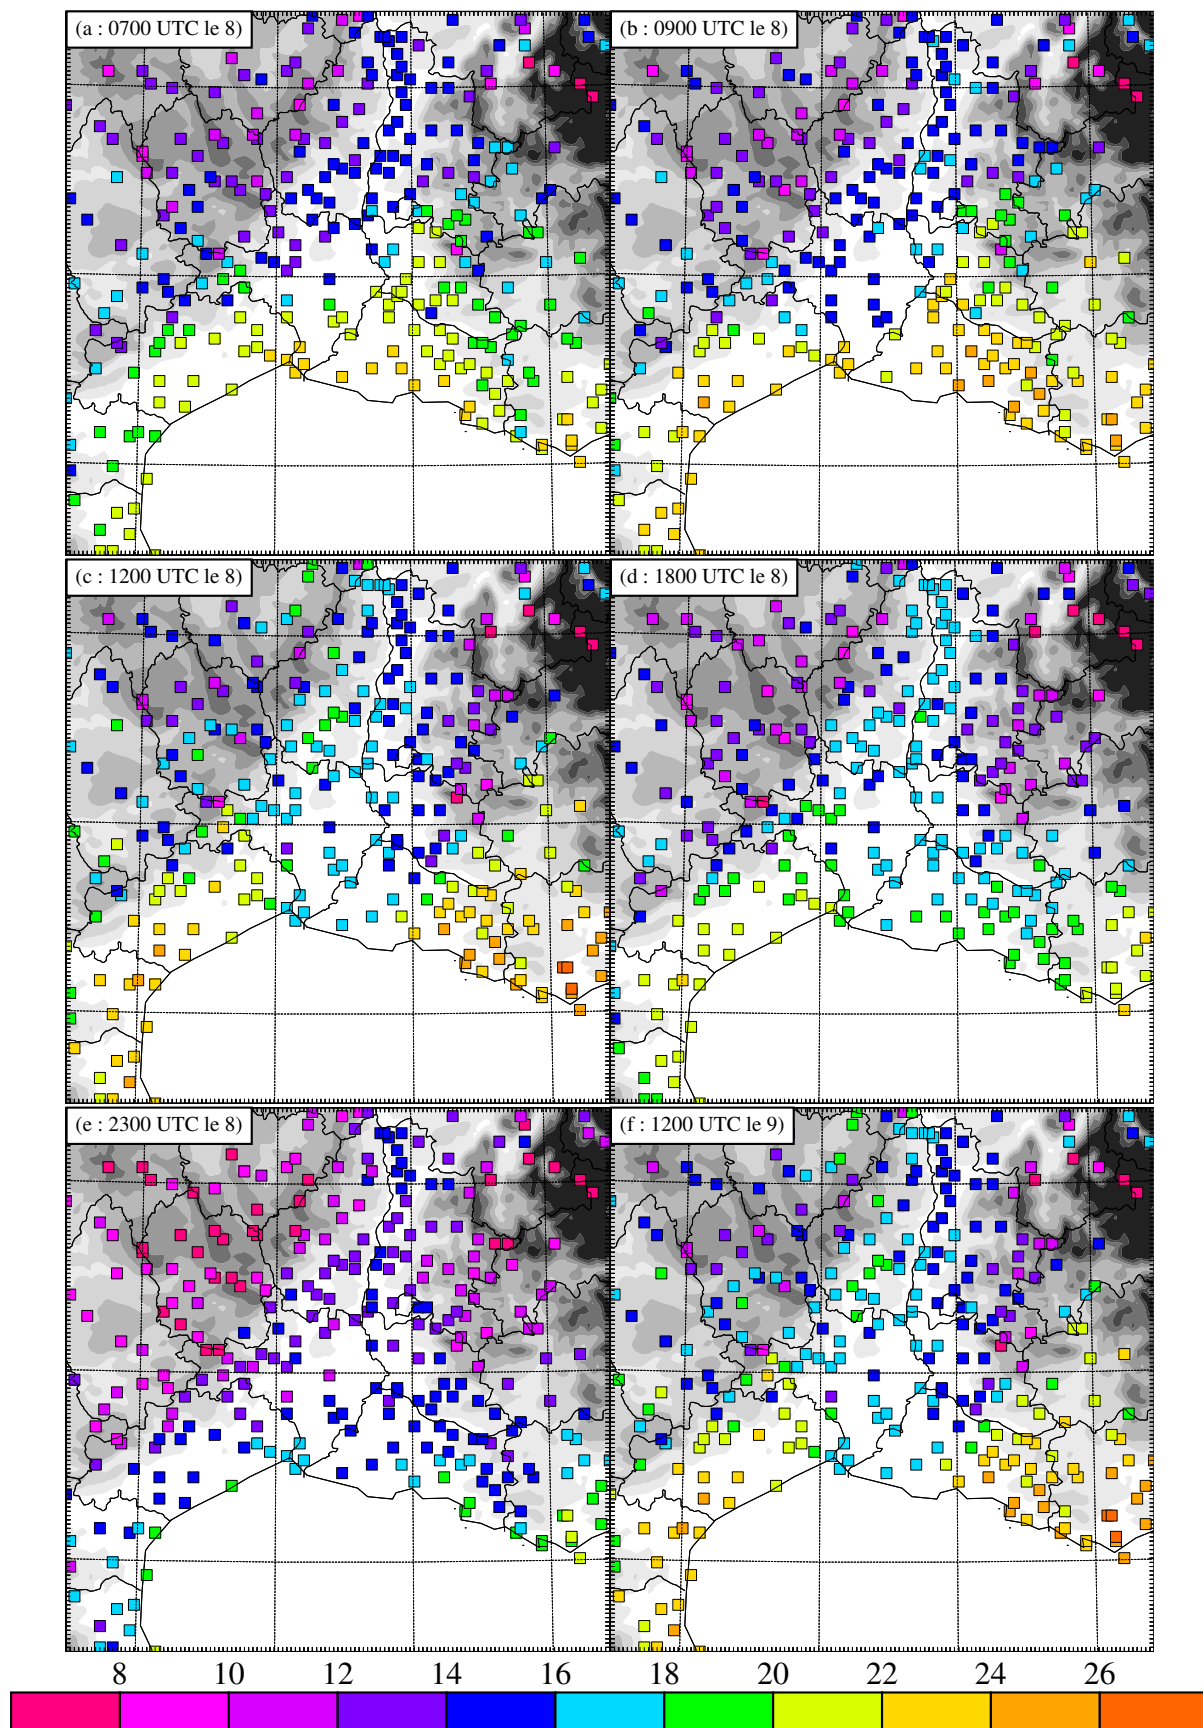 (a : 0700 UTC le 8)
(b : 0900 UTC le 8)
(c : 1200 UTC le 8)
(d : 1800 UTC le 8)
(e : 2300 UTC le 8)
(f : 1200 UTC le 9)
8 10 12 14 16 18 20 22 24 26